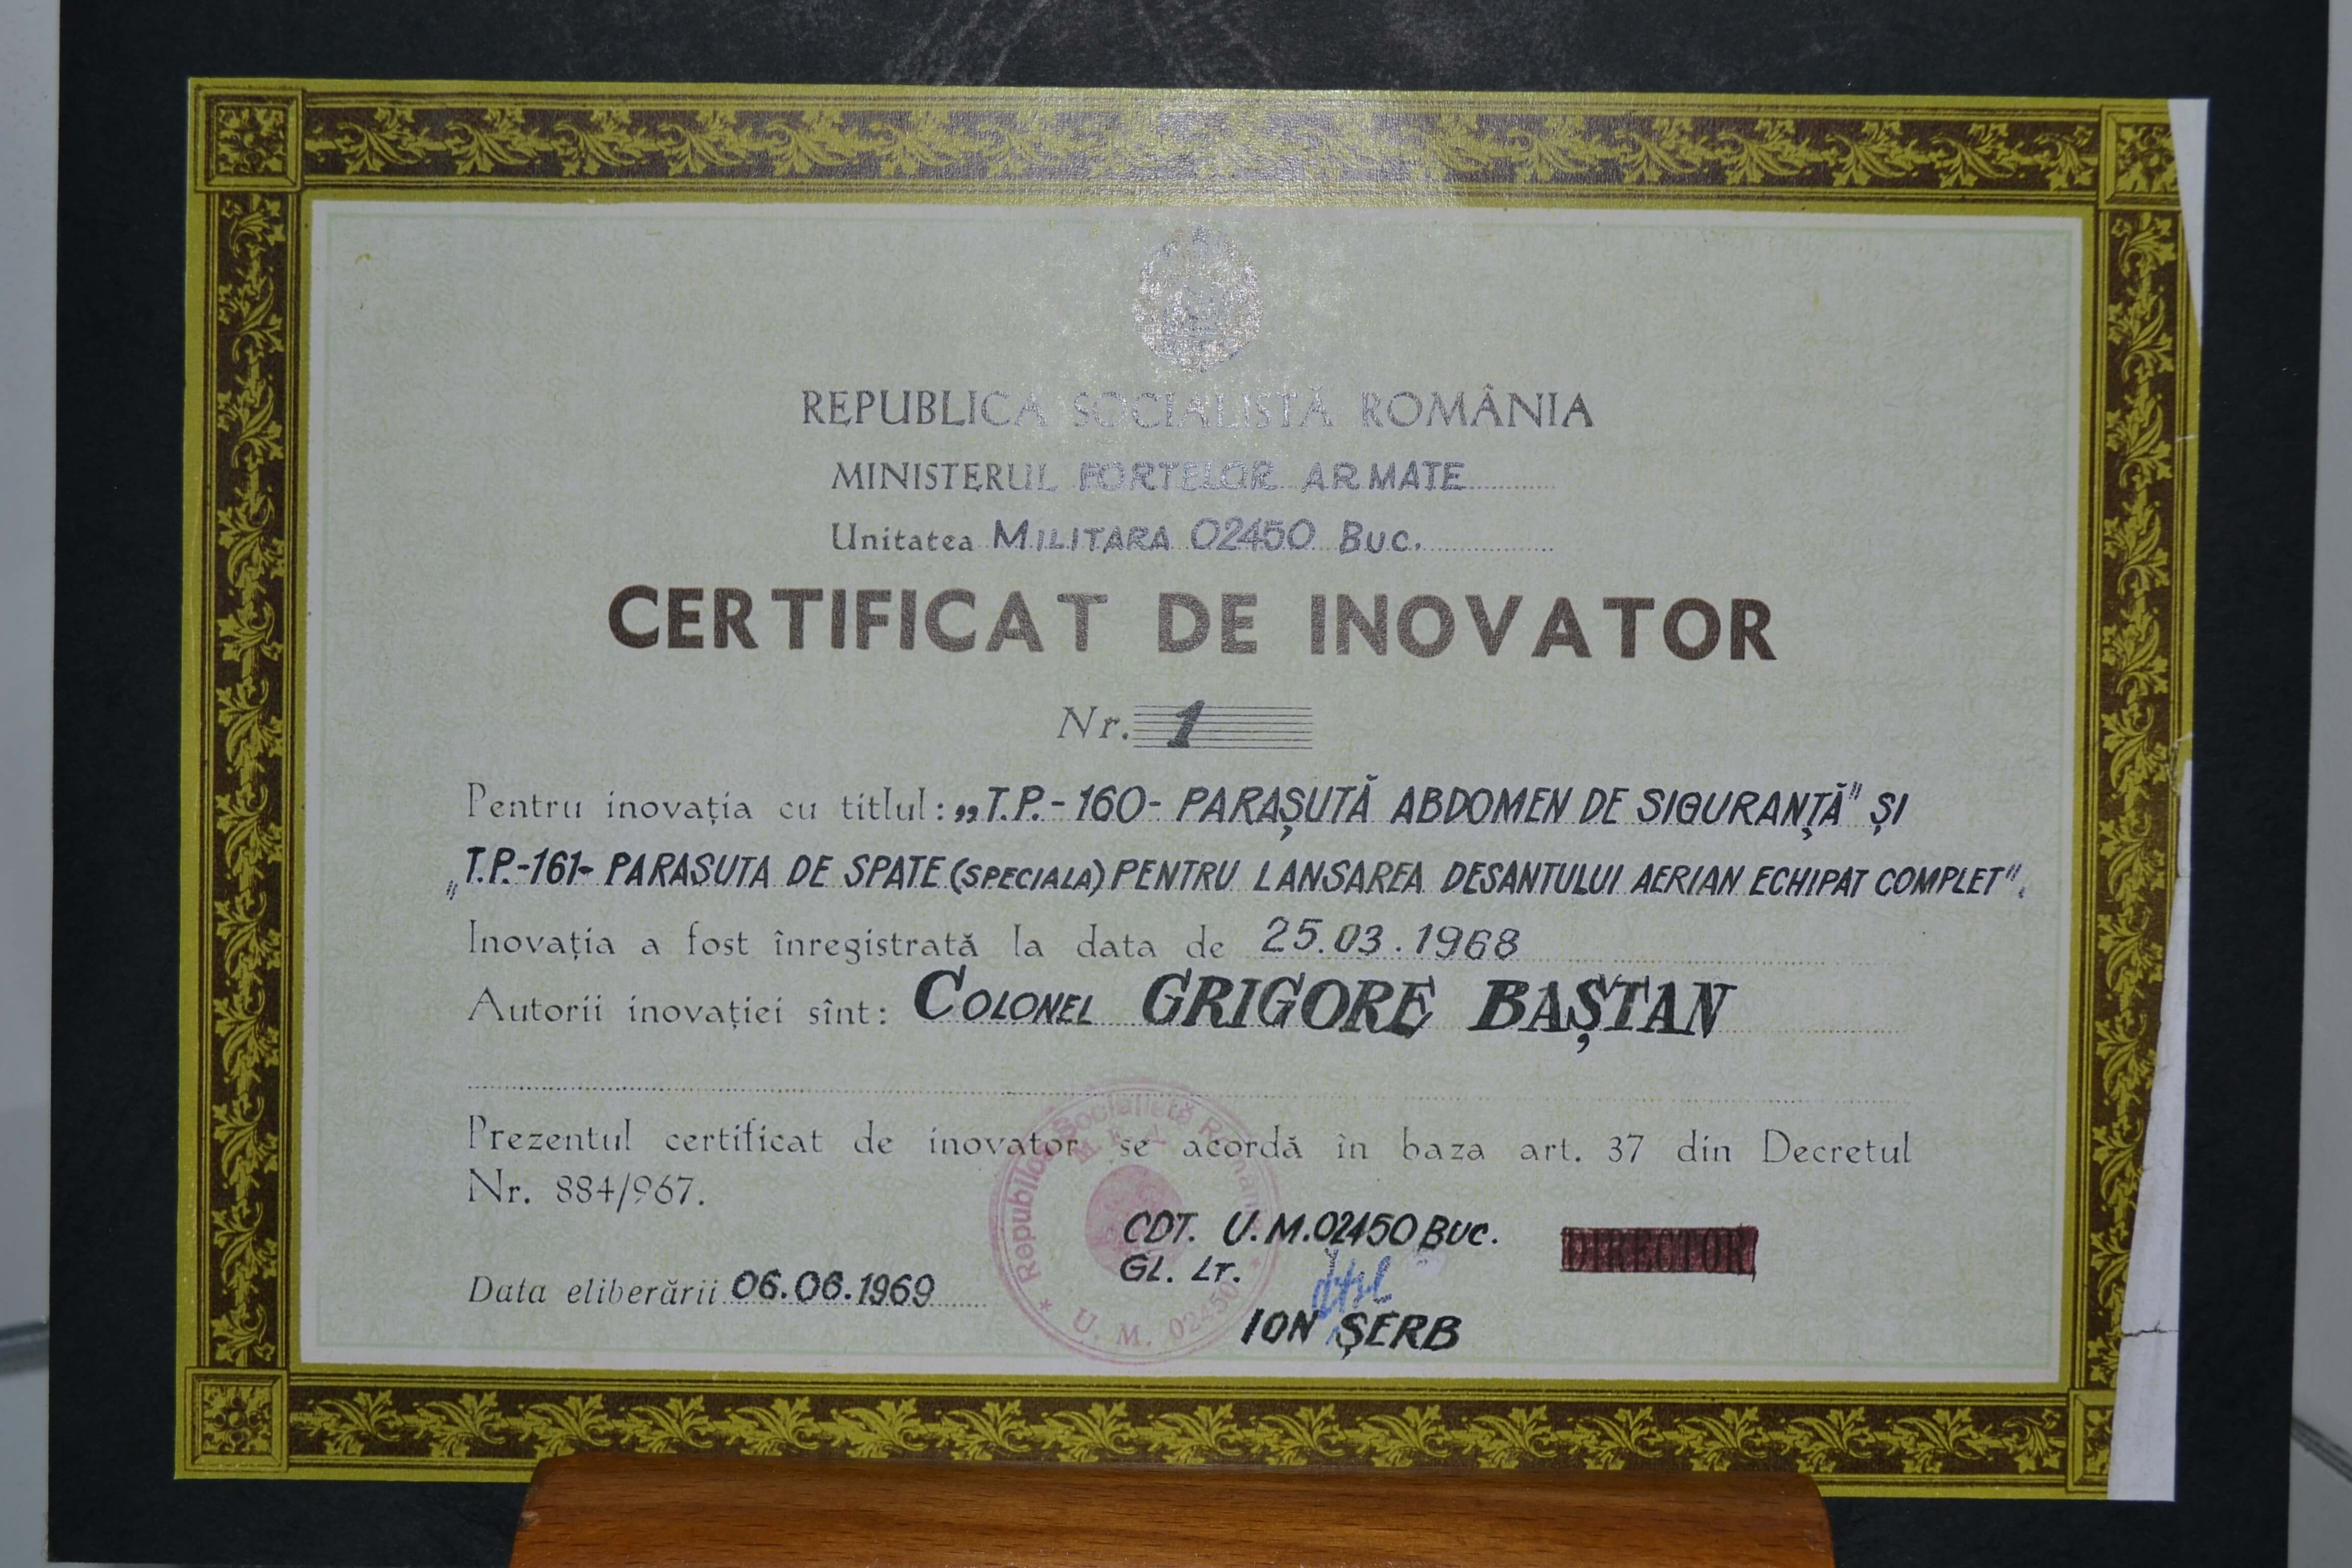 REPUBLICA SOCIALISTĂ ROMÂNIA
MINISTERUL FORTELOR ARMATE
Unitatea MILITARA 02450 BUC.
CERTIFICAT DE INOVATOR
Nr. 1
Pentru inovația cu titlul: „T.P.-160- PARAȘUTĂ ABDOMEN DE SIGURANȚĂ" ȘI
„T.P.-161- PARASUTA DE SPATE (SPECIALA) PENTRU LANSAREA DESANTULUI AERIAN ECHIPAT COMPLET".
Inovația a fost înregistrată la data de 25.03.1968
Autorii inovației sînt: COLONEL GRIGORE BAȘTAN
Prezentul certificat de inovator se acordă în baza art. 37 din Decretul
Nr. 884/967.
Republica Socialistă România
U. M. 02450
CDT. U.M.02450 BUC.
DIRECTOR
GL. LT.
Data eliberării 06.06.1969
ION ȘERB